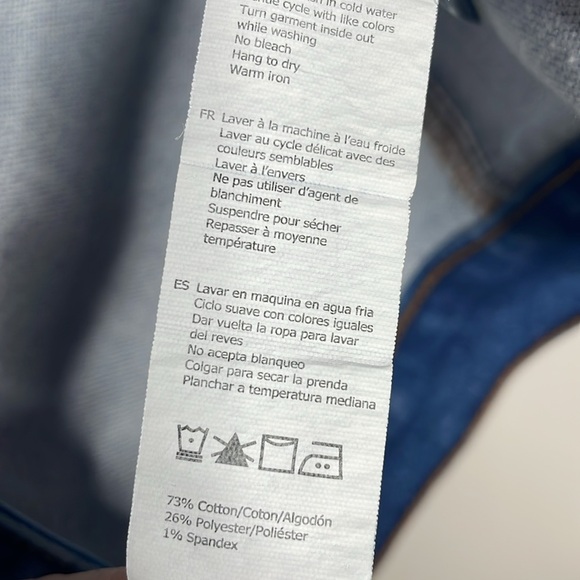 in cold water
cycle with like colors
Turn garment inside out
while washing
No bleach
Hang to dry
Warm iron
FR Laver à la machine à l'eau froide
Laver au cycle délicat avec des
couleurs semblables
Laver à l'envers
Ne pas utiliser d'agent de
blanchiment
Suspendre pour sécher
Repasser à moyenne
température
ES Lavar en maquina en agua fria
Ciclo suave con colores iguales
Dar vuelta la ropa para lavar
del reves
No acepta blanqueo
Colgar para secar la prenda
Planchar a temperatura mediana
73% Cotton/Coton/Algodón
26% Polyester/Poliéster
1% Spandex